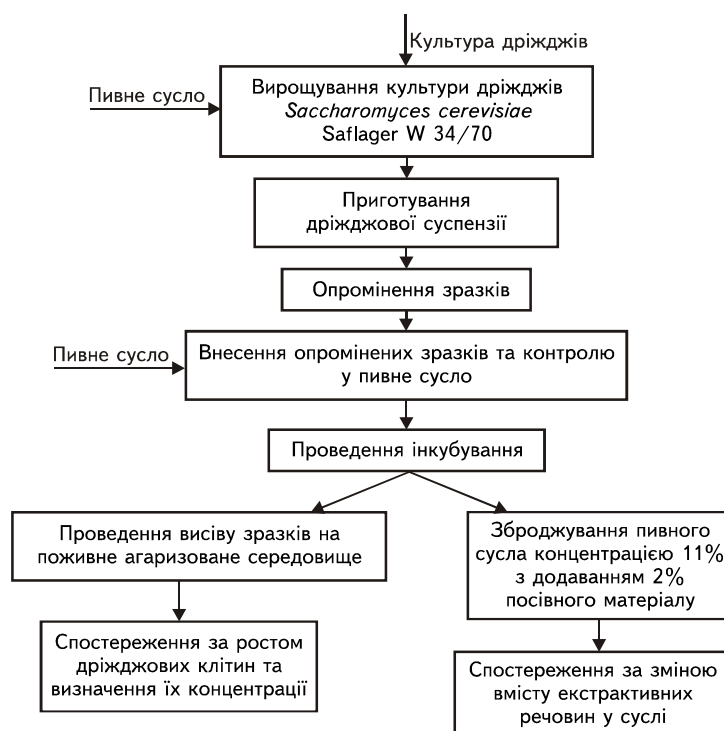 Культура дріжджів
Пивне сусло
Вирощування культури дріжджів
Saccharomyces cerevisiae
Saflager W 34/70
Приготування
дріжджової суспензії
Опромінення зразків
Пивне сусло
Внесення опромінених зразків та контролю
у пивне сусло
Проведення інкубування
Проведення висіву зразків на
поживне агаризоване середовище
Спостереження за ростом
дріжджових клітин та
визначення їх концентрації
Зброджування пивного
сусла концентрацією 11%
з додаванням 2%
посівного матеріалу
Спостереження за зміною
вмісту екстрактивних
речовин у суслі